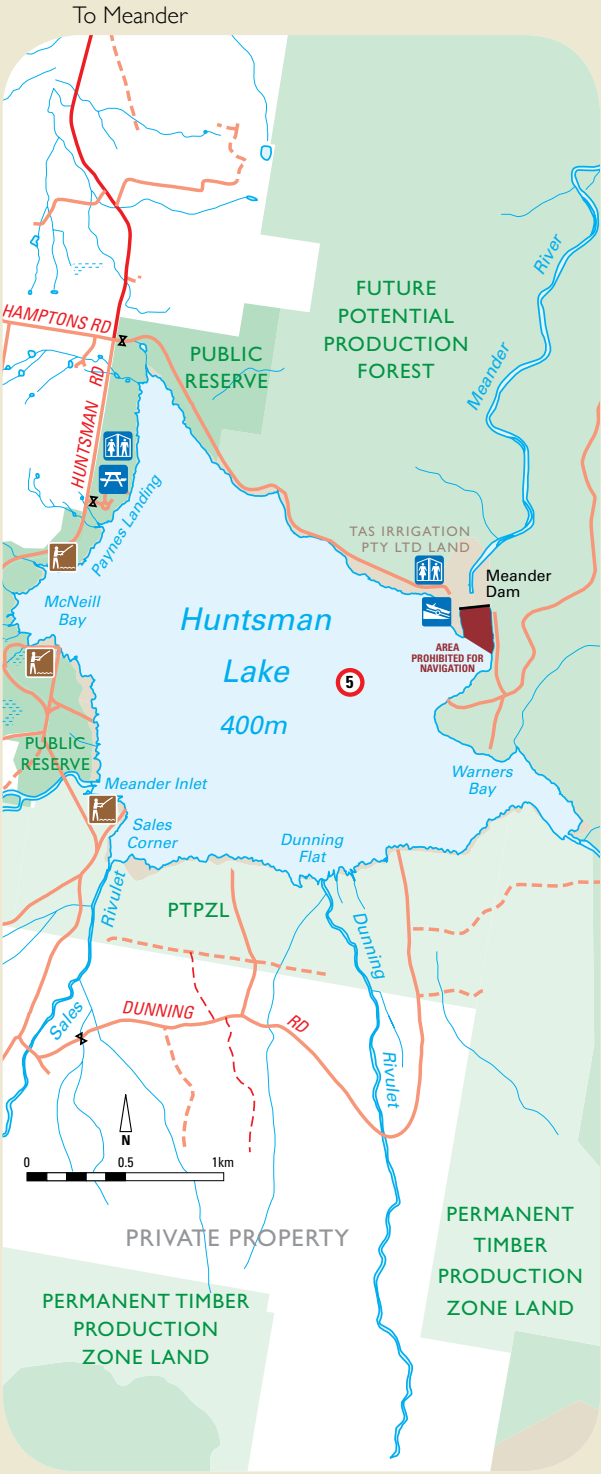 To Meander
River
FUTURE
POTENTIAL
PRODUCTION
FOREST
HAMPTONS RD
PUBLIC
RESERVE
Meander
HUNTSMAN RD
Paynes Landing
TAS IRRIGATION
PTY LTD LAND
Meander
Dam
McNeill
Bay
Huntsman
Lake
400m
5
AREA
PROHIBITED FOR
NAVIGATION
PUBLIC
RESERVE
Meander Inlet
Warners
Bay
Sales
Corner
Dunning
Flat
PTPZL
Sales Rivulet
Dunning Rivulet
DUNNING RD
N
0 0.5 1km
PRIVATE PROPERTY
PERMANENT
TIMBER
PRODUCTION
ZONE LAND
PERMANENT TIMBER
PRODUCTION
ZONE LAND